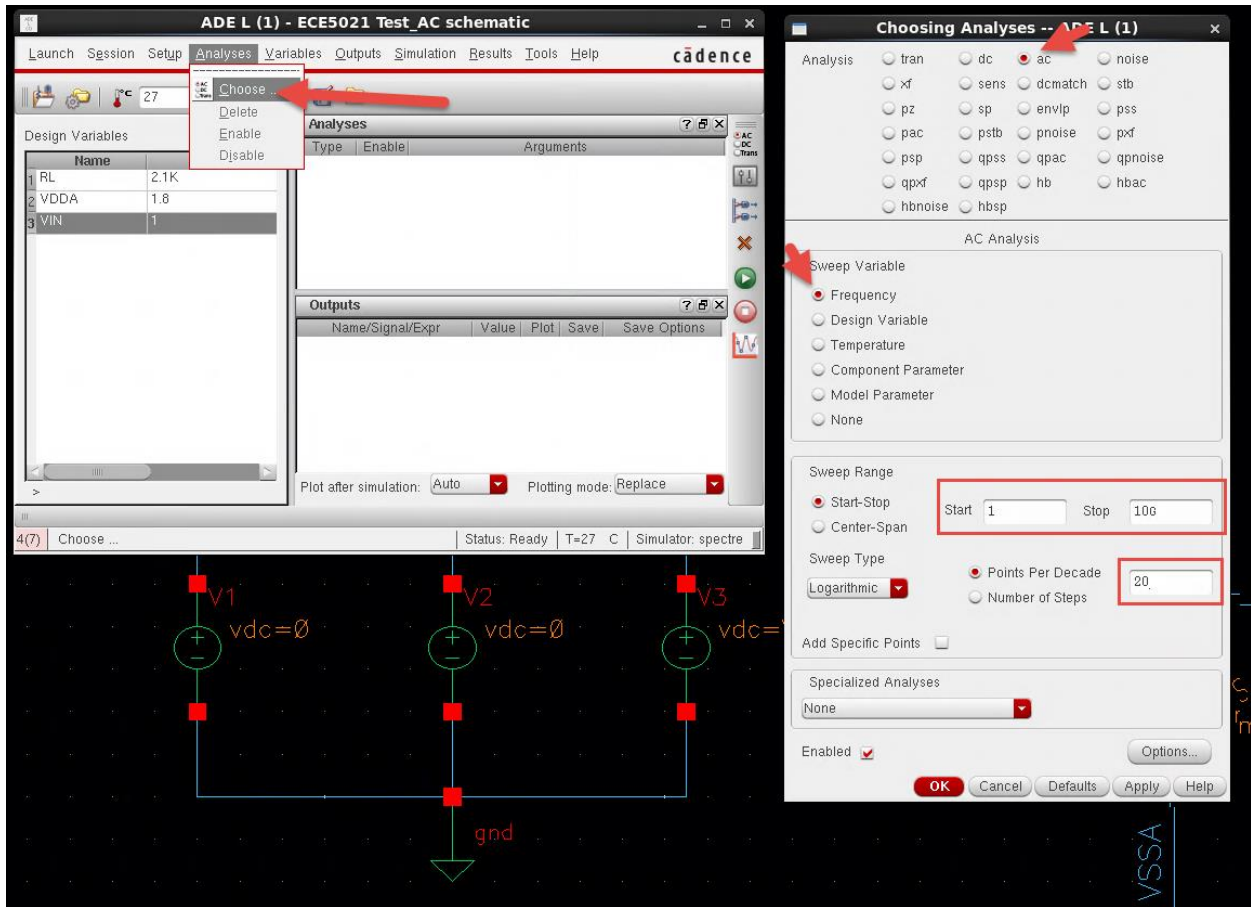 ADE L (1) - ECE5021 Test_AC schematic
Launch Session Setup Analyses Variables Outputs Simulation Results Tools Help cādence
27
Choose ...
Delete
Enable
Disable
Design Variables
Name
1 RL 2.1K
2 VDDA 1.8
3 VIN 1
Analyses
Type Enable Arguments
AC
DC
Trans
Outputs
Name/Signal/Expr Value Plot Save Save Options
>
Plot after simulation: Auto Plotting mode: Replace
4(7) Choose ... Status: Ready T=27 C Simulator: spectre
V1 V2 V3
vdc=0 vdc=0 vdc=
gnd
VSSA
Choosing Analyses -- ADE L (1)
Analysis tran dc ac noise
xf sens dcmatch stb
pz sp envlp pss
pac pstb pnoise pxf
psp qpss qpac qpnoise
qpxf qpsp hb hbac
hbnoise hbsp
AC Analysis
Sweep Variable
Frequency
Design Variable
Temperature
Component Parameter
Model Parameter
None
Sweep Range
Start-Stop Start 1 Stop 10G
Center-Span
Sweep Type
Logarithmic Points Per Decade 20
Number of Steps
Add Specific Points
Specialized Analyses
None
Enabled Options...
OK Cancel Defaults Apply Help